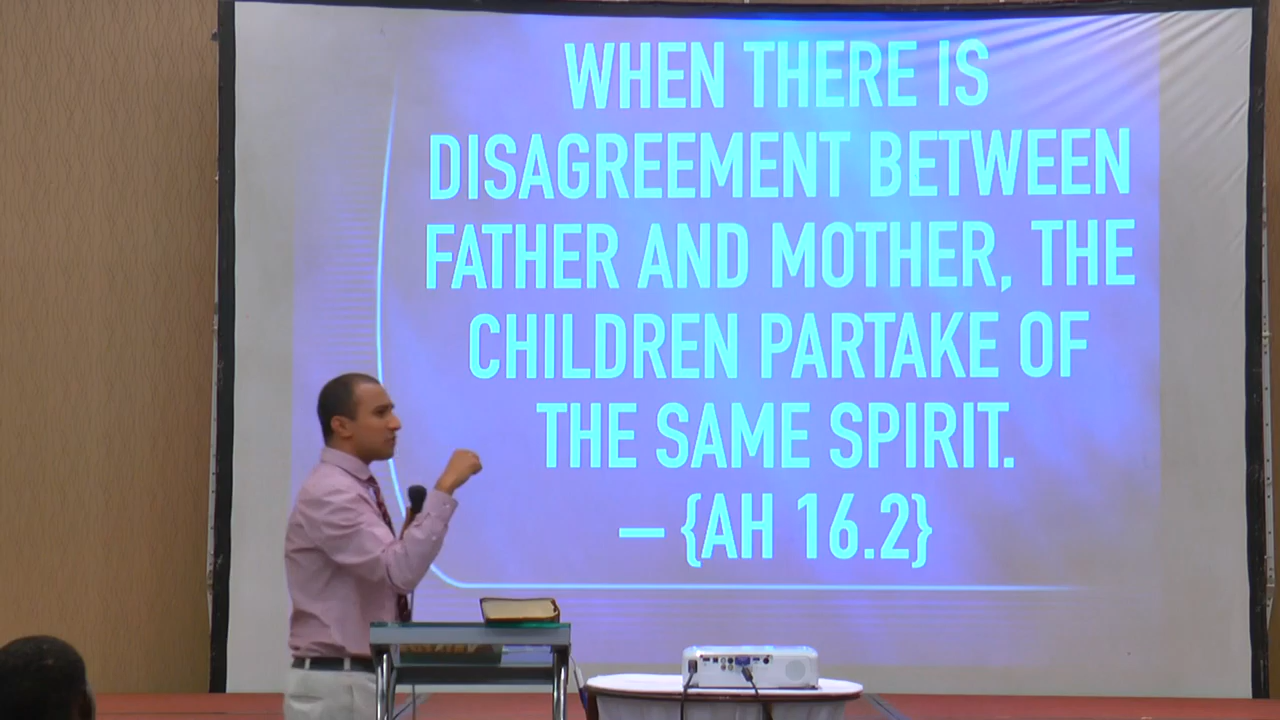 WHEN THERE IS
DISAGREEMENT BETWEEN
FATHER AND MOTHER, THE
CHILDREN PARTAKE OF
THE SAME SPIRIT.
– {AH 16.2}